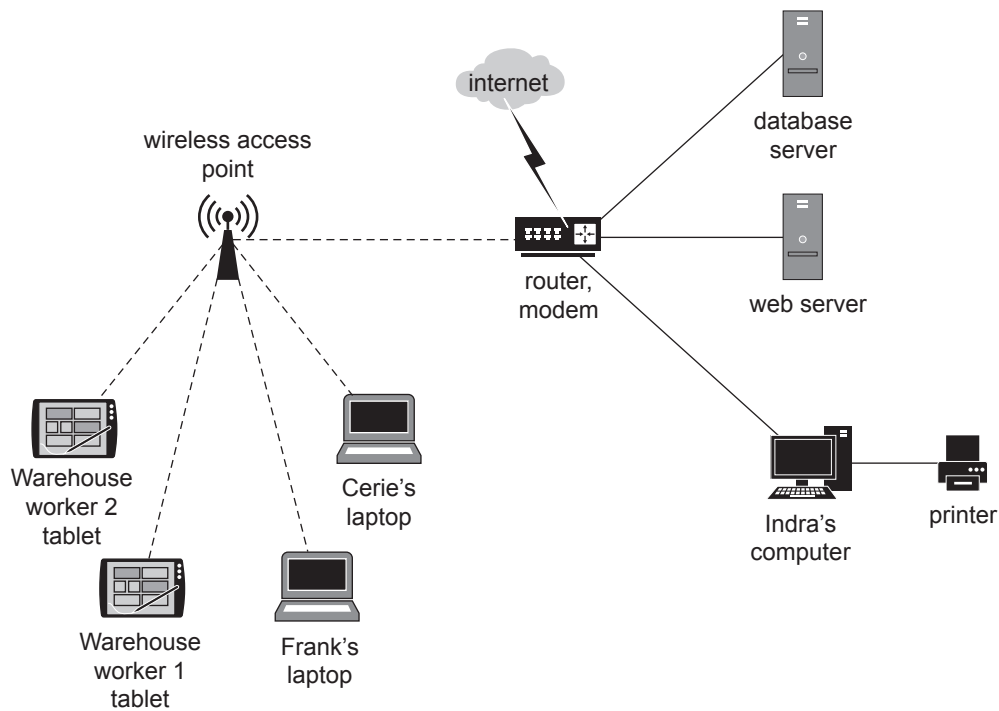 internet
database
server
wireless access
point
router,
modem
web server
Warehouse
worker 2
tablet
Cerie's
laptop
Indra's
computer
printer
Warehouse
worker 1
tablet
Frank's
laptop